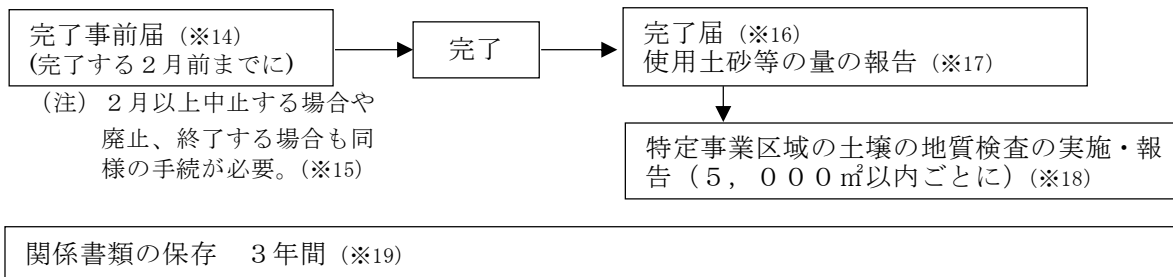 完了事前届（※14）
(完了する２月前までに)
完了
完了届（※16）
使用土砂等の量の報告（※17）
（注）２月以上中止する場合や
廃止、終了する場合も同
様の手続が必要。（※15）
特定事業区域の土壌の地質検査の実施・報
告（５，０００㎡以内ごとに）（※18）
関係書類の保存　３年間（※19）